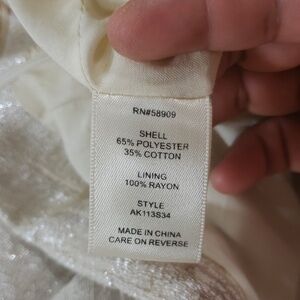 RN#58909
SHELL
65% POLYESTER
35% COTTON
LINING
100% RAYON
STYLE
AK113S34
MADE IN CHINA
CARE ON REVERSE